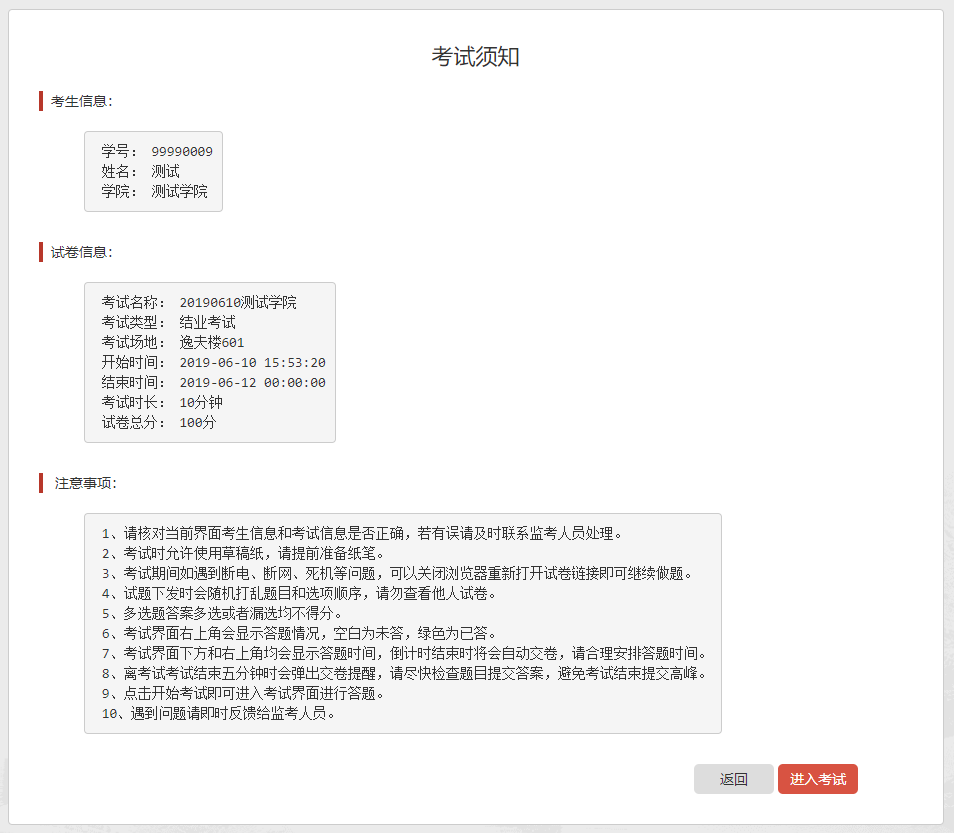 考试须知
考生信息:
学号: 99990009
姓名: 测试
学院: 测试学院
试卷信息:
考试名称: 20190610测试学院
考试类型: 结业考试
考试场地: 逸夫楼601
开始时间: 2019-06-10 15:53:20
结束时间: 2019-06-12 00:00:00
考试时长: 10分钟
试卷总分: 100分
注意事项:
1、请核对当前界面考生信息和考试信息是否正确，若有误请及时联系监考人员处理。
2、考试时允许使用草稿纸，请提前准备纸笔。
3、考试期间如遇到断电、断网、死机等问题，可以关闭浏览器重新打开试卷链接即可继续做题。
4、试题下发时会随机打乱题目和选项顺序，请勿查看他人试卷。
5、多选题答案多选或者漏选均不得分。
6、考试界面右上角会显示答题情况，空白为未答，绿色为已答。
7、考试界面下方和右上角均会显示答题时间，倒计时结束时将会自动交卷，请合理安排答题时间。
8、离考试考试结束五分钟时会弹出交卷提醒，请尽快检查题目提交答案，避免考试结束提交高峰。
9、点击开始考试即可进入考试界面进行答题。
10、遇到问题请即时反馈给监考人员。
返回
进入考试